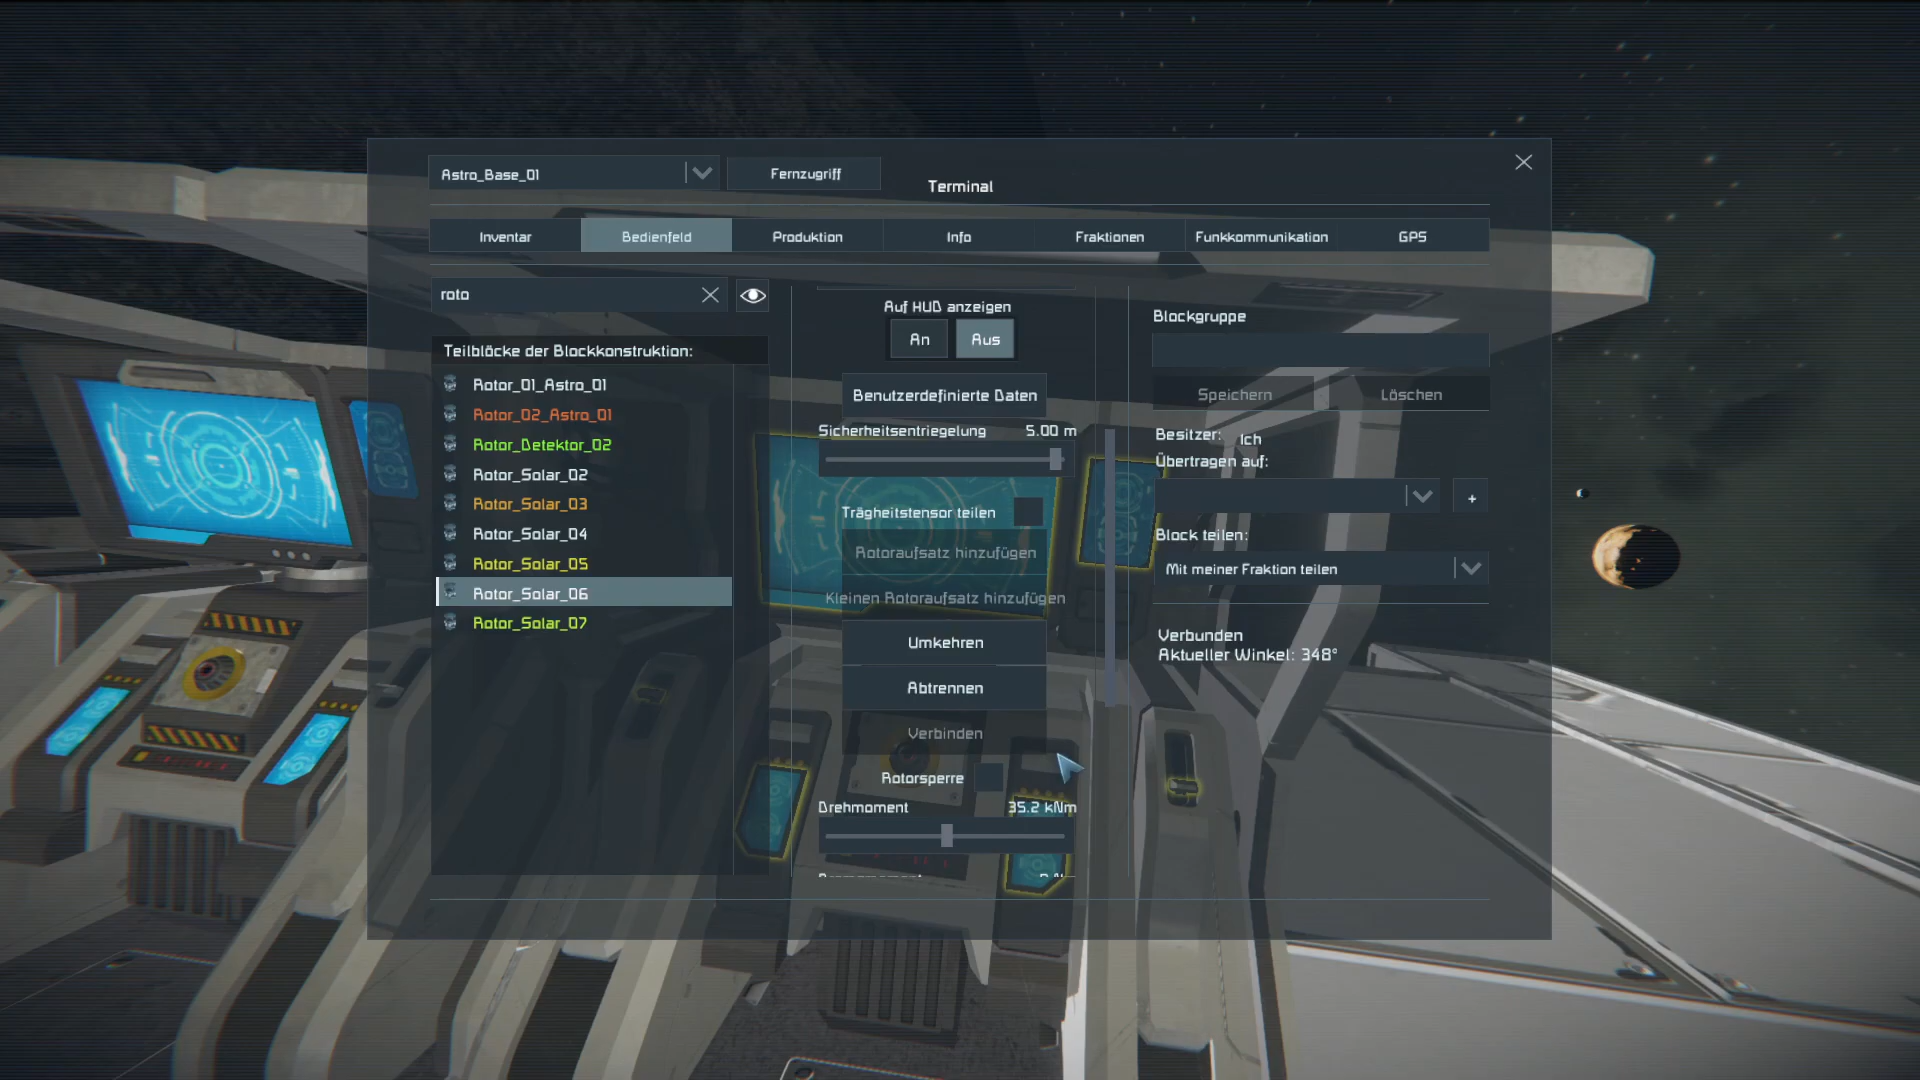 Astro_Base_01
Fernzugriff
Terminal
Inventar
Bedienfeld
Produktion
Info
Fraktionen
Funkkommunikation
GPS
roto
Teilblöcke der Blockkonstruktion:
Rotor_01_Astro_01
Rotor_02_Astro_01
Rotor_Detektor_02
Rotor_Solar_02
Rotor_Solar_03
Rotor_Solar_04
Rotor_Solar_05
Rotor_Solar_06
Rotor_Solar_07
Auf HUD anzeigen
An
Aus
Benutzerdefinierte Daten
Sicherheitsentriegelung 5.00 m
Trägheitstensor teilen
Rotoraufsatz hinzufügen
Kleinen Rotoraufsatz hinzufügen
Umkehren
Abtrennen
Verbinden
Rotorsperre
Drehmoment 35.2 kNm
Blockgruppe
Speichern
Löschen
Besitzer: Ich
Übertragen auf:
+
Block teilen:
Mit meiner Fraktion teilen
Verbunden
Aktueller Winkel: 348°